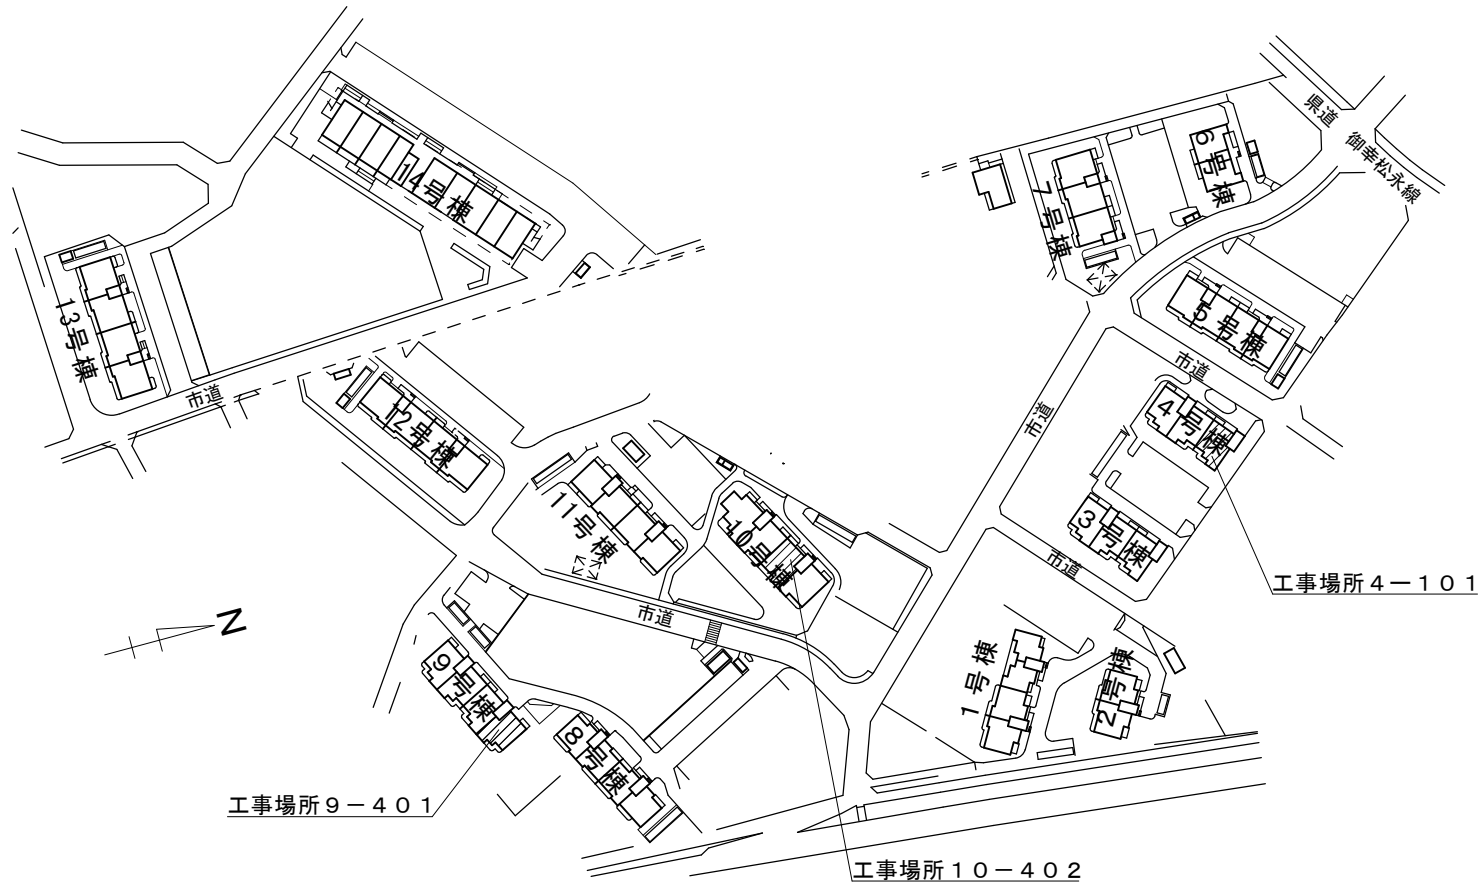 県道　御幸松永線
6号棟
7号棟
14号棟
13号棟
5号棟
市道
市道
市道
4号棟
12号棟
11号棟
10号棟
3号棟
市道
工事場所４－１０１
市道
N
9号棟
1号棟
2号棟
8号棟
工事場所９－４０１
工事場所１０－４０２